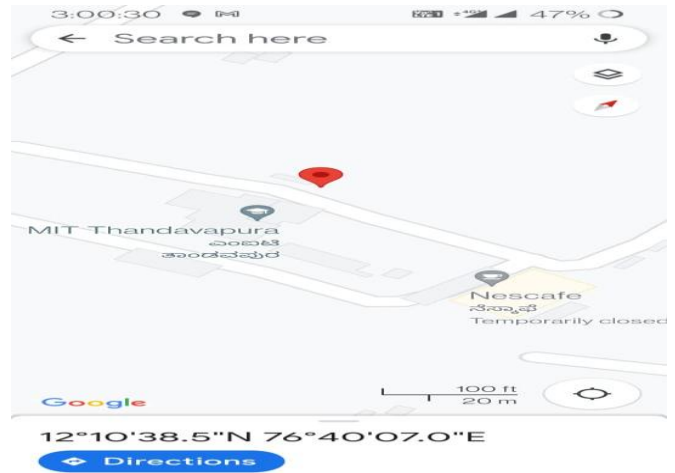 3:00:30 47%
Search here
MIT Thandavapura
ಎಂಐಟಿ
ತಾಂಡವಪುರ
Nescafe
ನೆಸ್ಕಾಫೆ
Temporarily closed
Google
100 ft
20 m
12°10'38.5"N 76°40'07.0"E
Directions